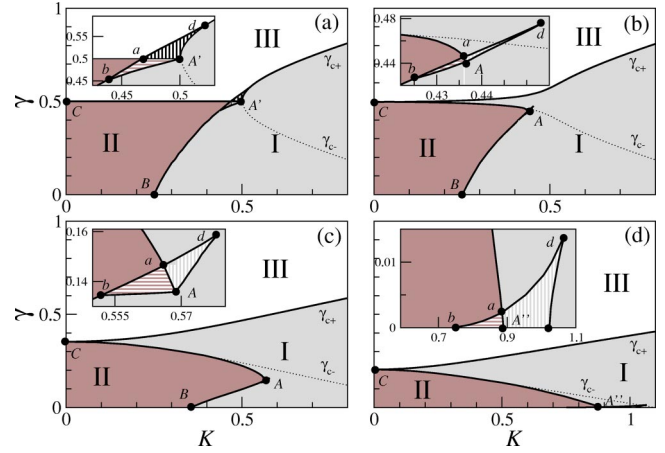 (a)
III
1
γ
0.5
0
0 0.5
K
0.55
0.5
0.45
0.45 0.5
a
d
b
A'
C
A'
II
I
B
γc+
γc-
(b)
III
0.48
0.44
0.43 0.44
a
d
b
A
C
A
II
I
B
γc+
γc-
0 0.5
(c)
III
1
γ
0.5
0
0.16
0.14
0.555 0.57
a
d
b
A
C
A
II
I
B
γc+
γc-
0 0.5
K
(d)
III
0.01
0
0.7 0.9 1.1
a
d
b
A''
C
A''
II
I
γc+
γc-
0 0.5 1
K